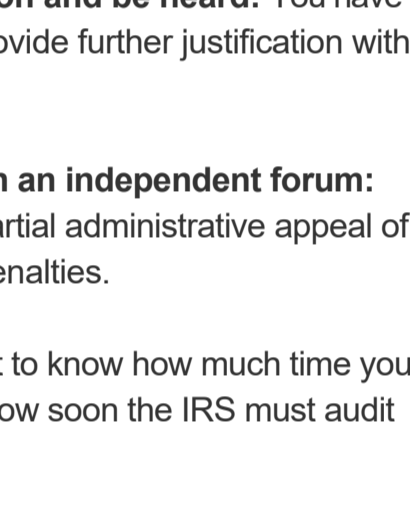 and be heard: You have
ovide further justification with
an independent forum:
artial administrative appeal of
enalties.
to know how much time you
ow soon the IRS must audit